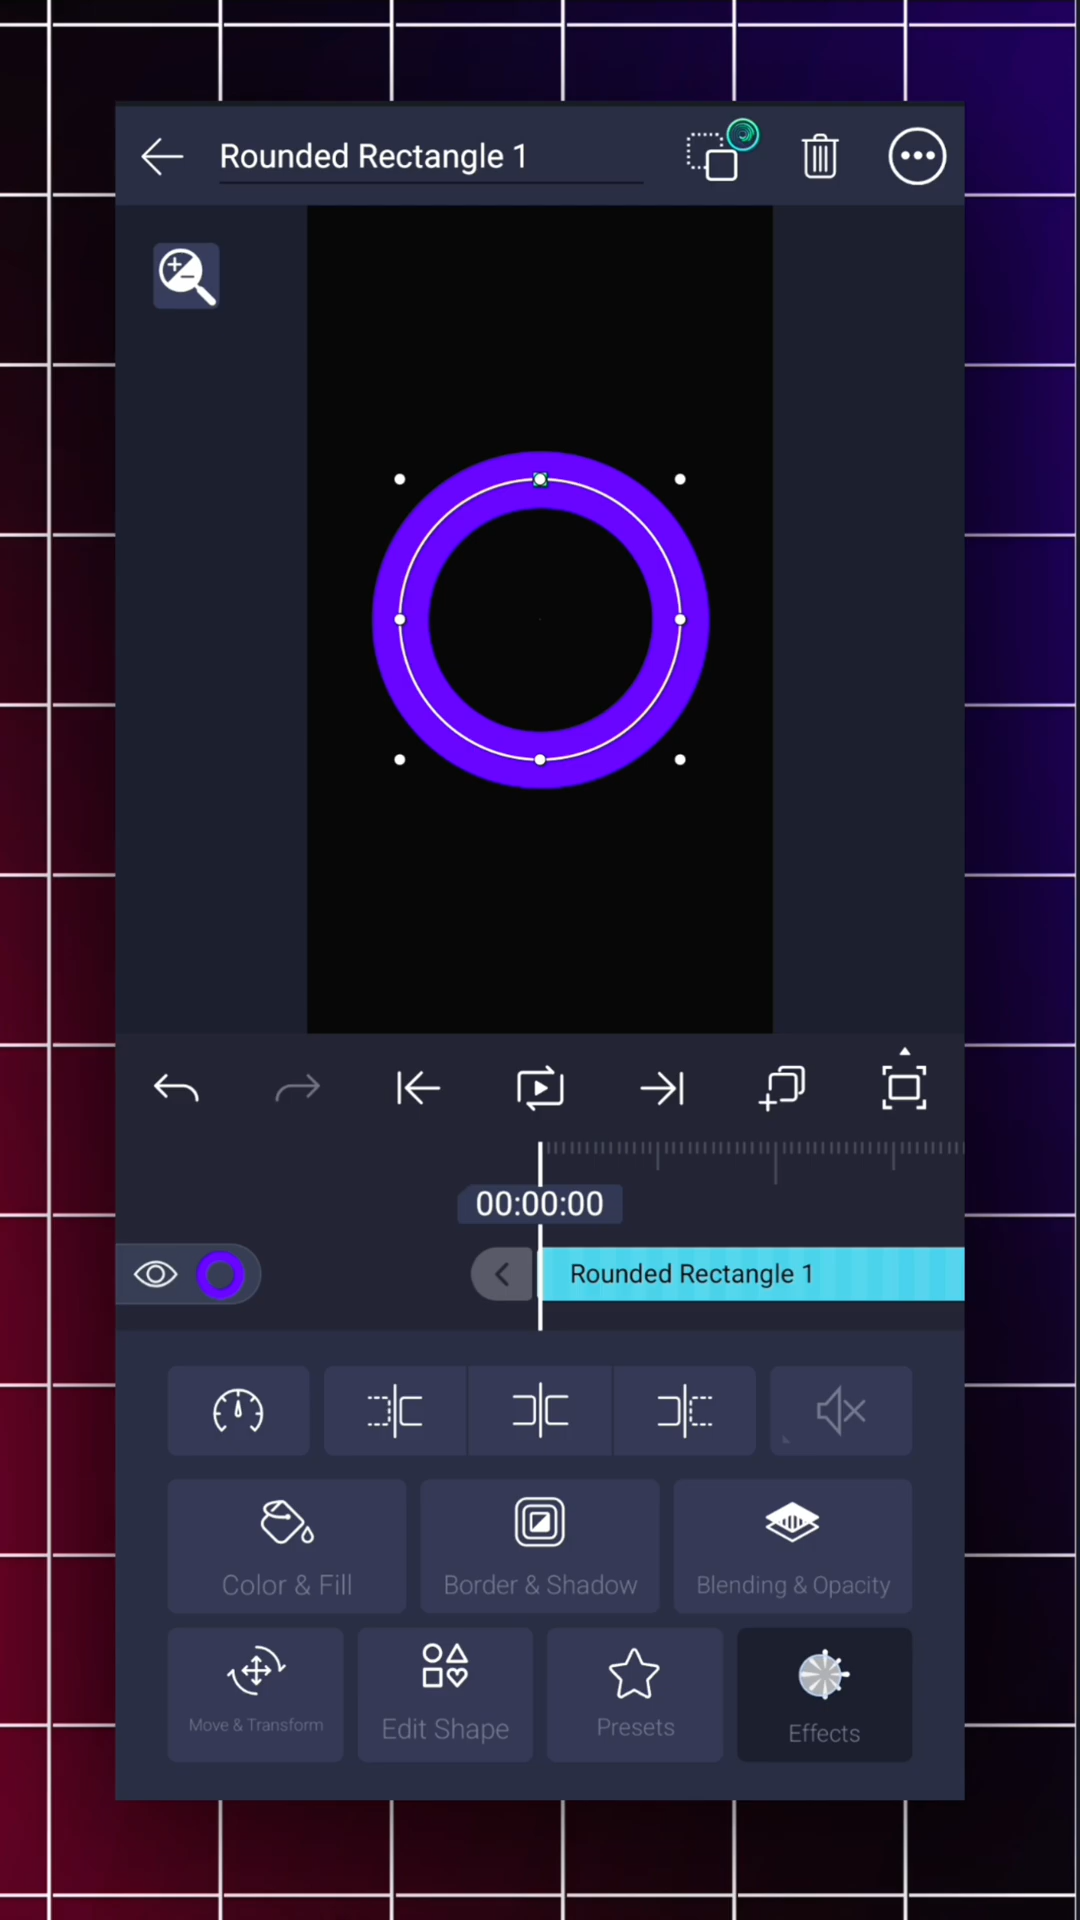 Rounded Rectangle 1
00:00:00
Rounded Rectangle 1
Color & Fill
Border & Shadow
Blending & Opacity
Move & Transform
Edit Shape
Presets
Effects